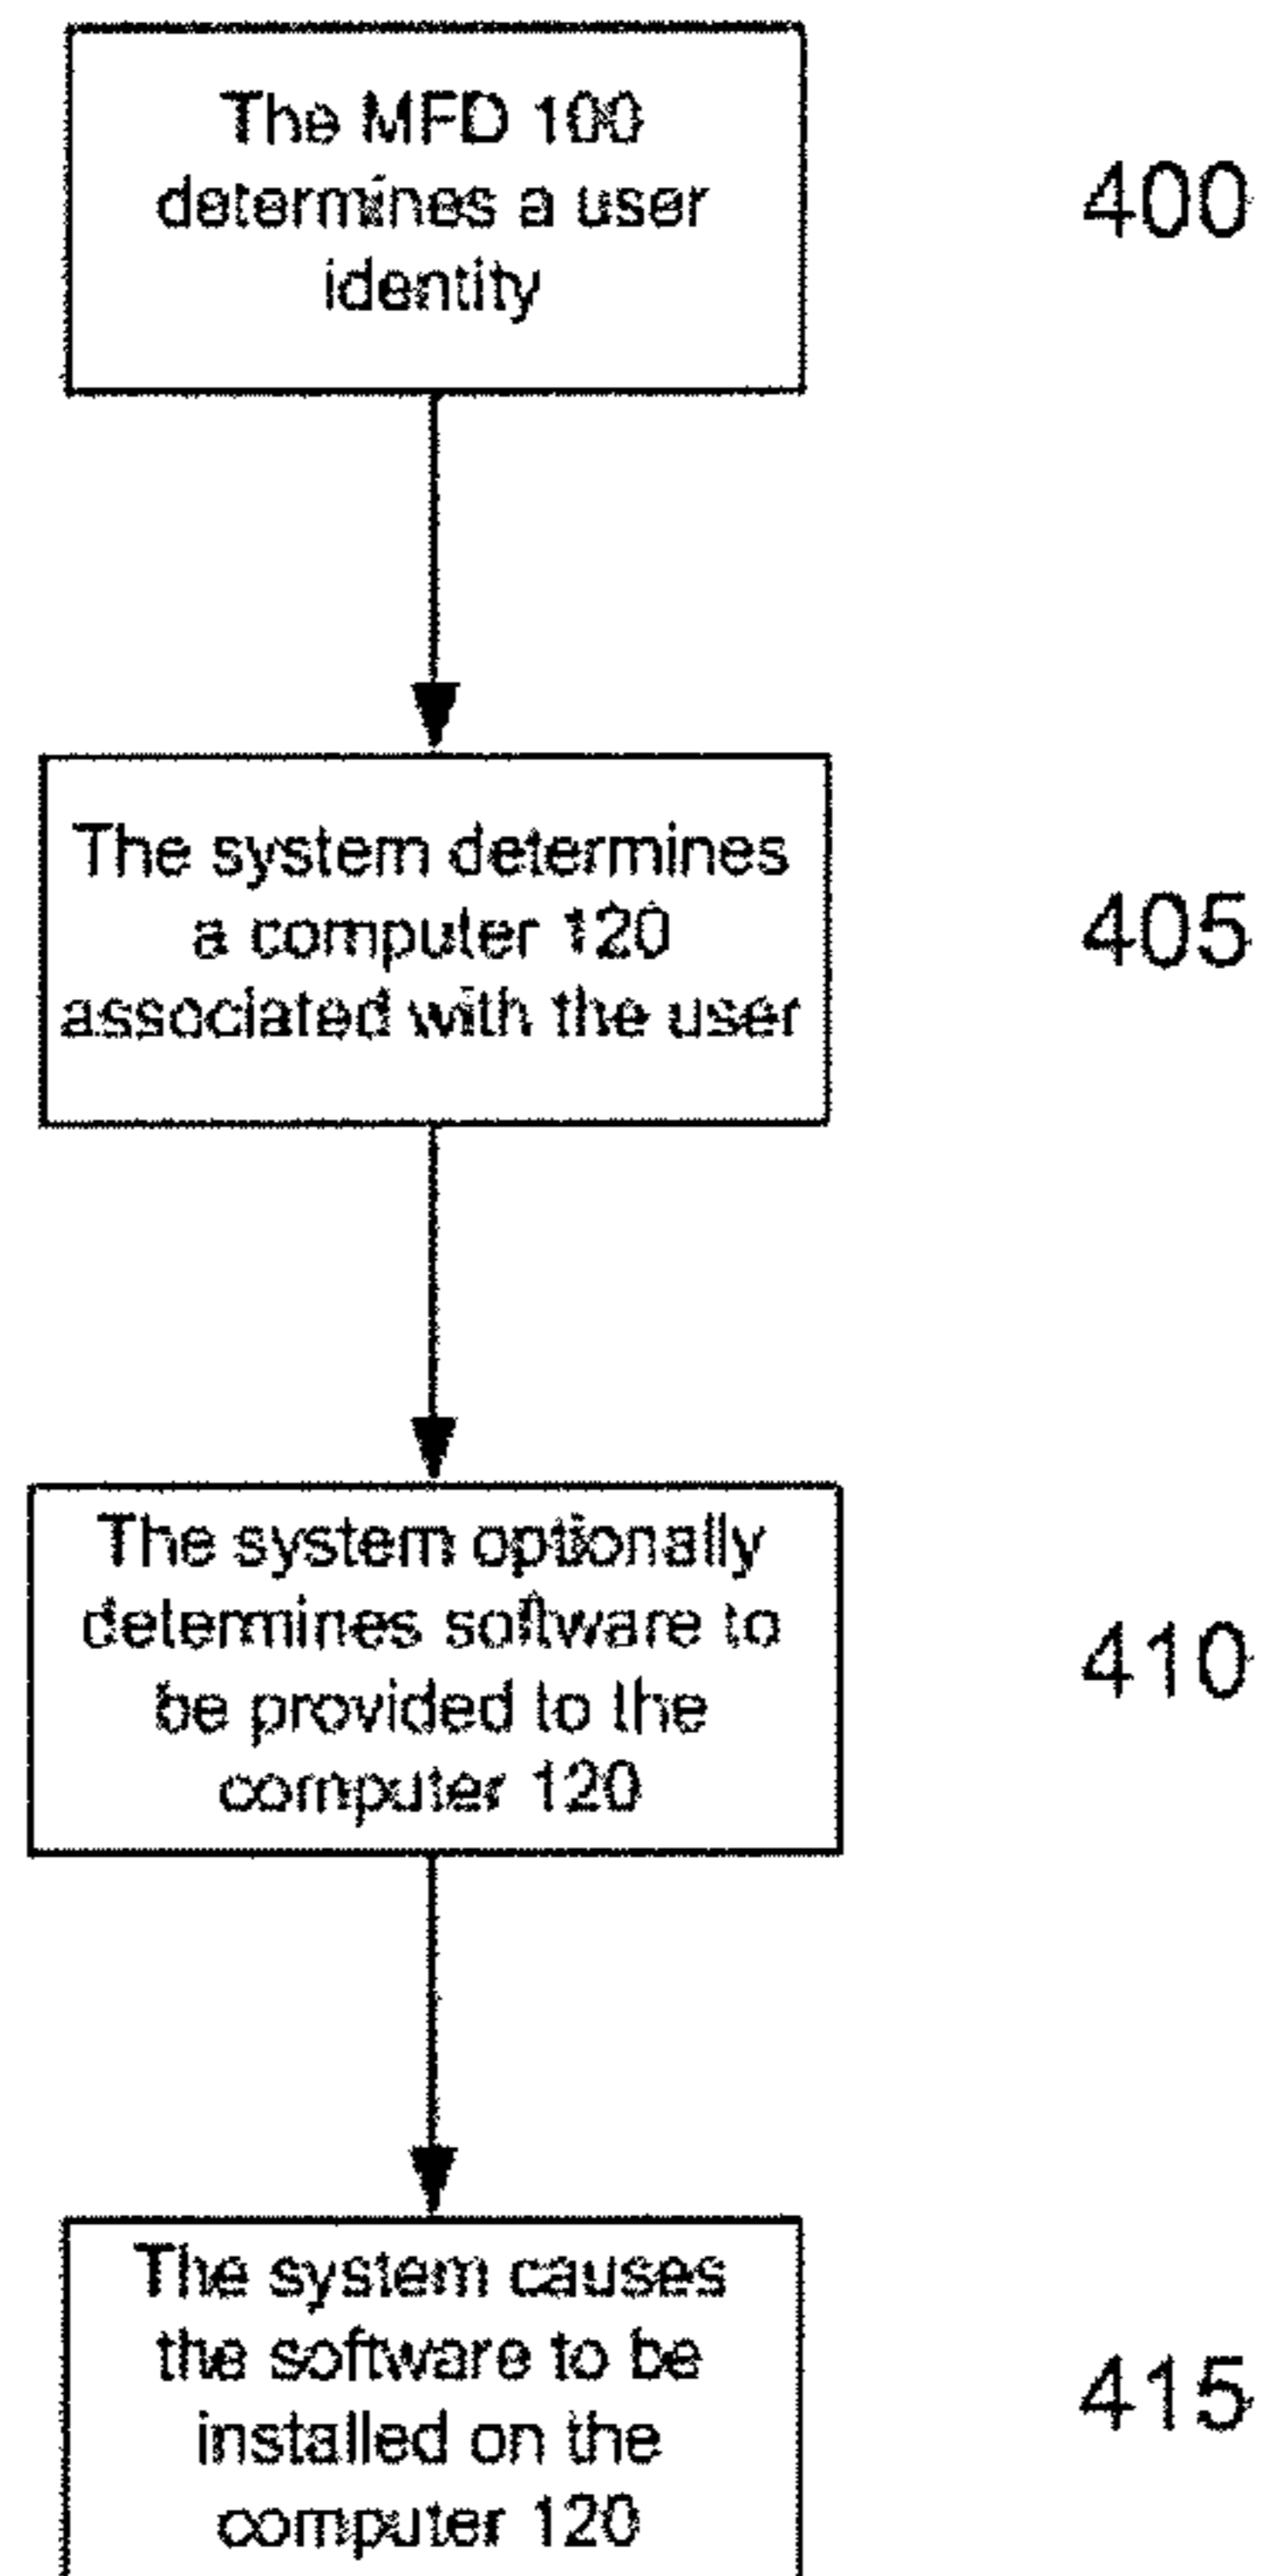 The MFD 100
determines a user
identity
400
The system determines
a computer 120
associated with the user
405
The system optionally
determines software to
be provided to the
computer 120
410
The system causes
the software to be
installed on the
computer 120
415